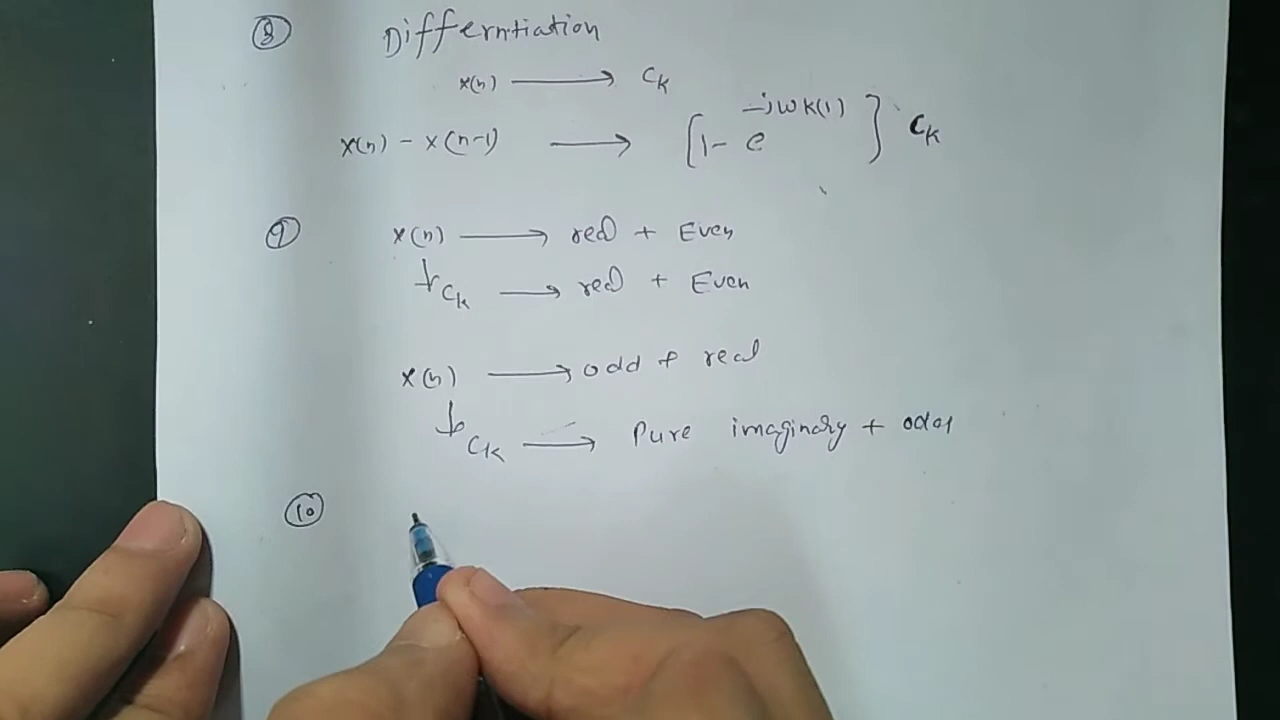 ⑧ Differntiation
x(n) ⟶ Ck
x(n) - x(n-1) ⟶ [1 - e^-jωk(1)] Ck
⑨ x(n) ⟶ real + Even
↓ Ck ⟶ real + Even
x(n) ⟶ odd + real
↓ Ck ⟶ Pure imaginary + odd
⑩